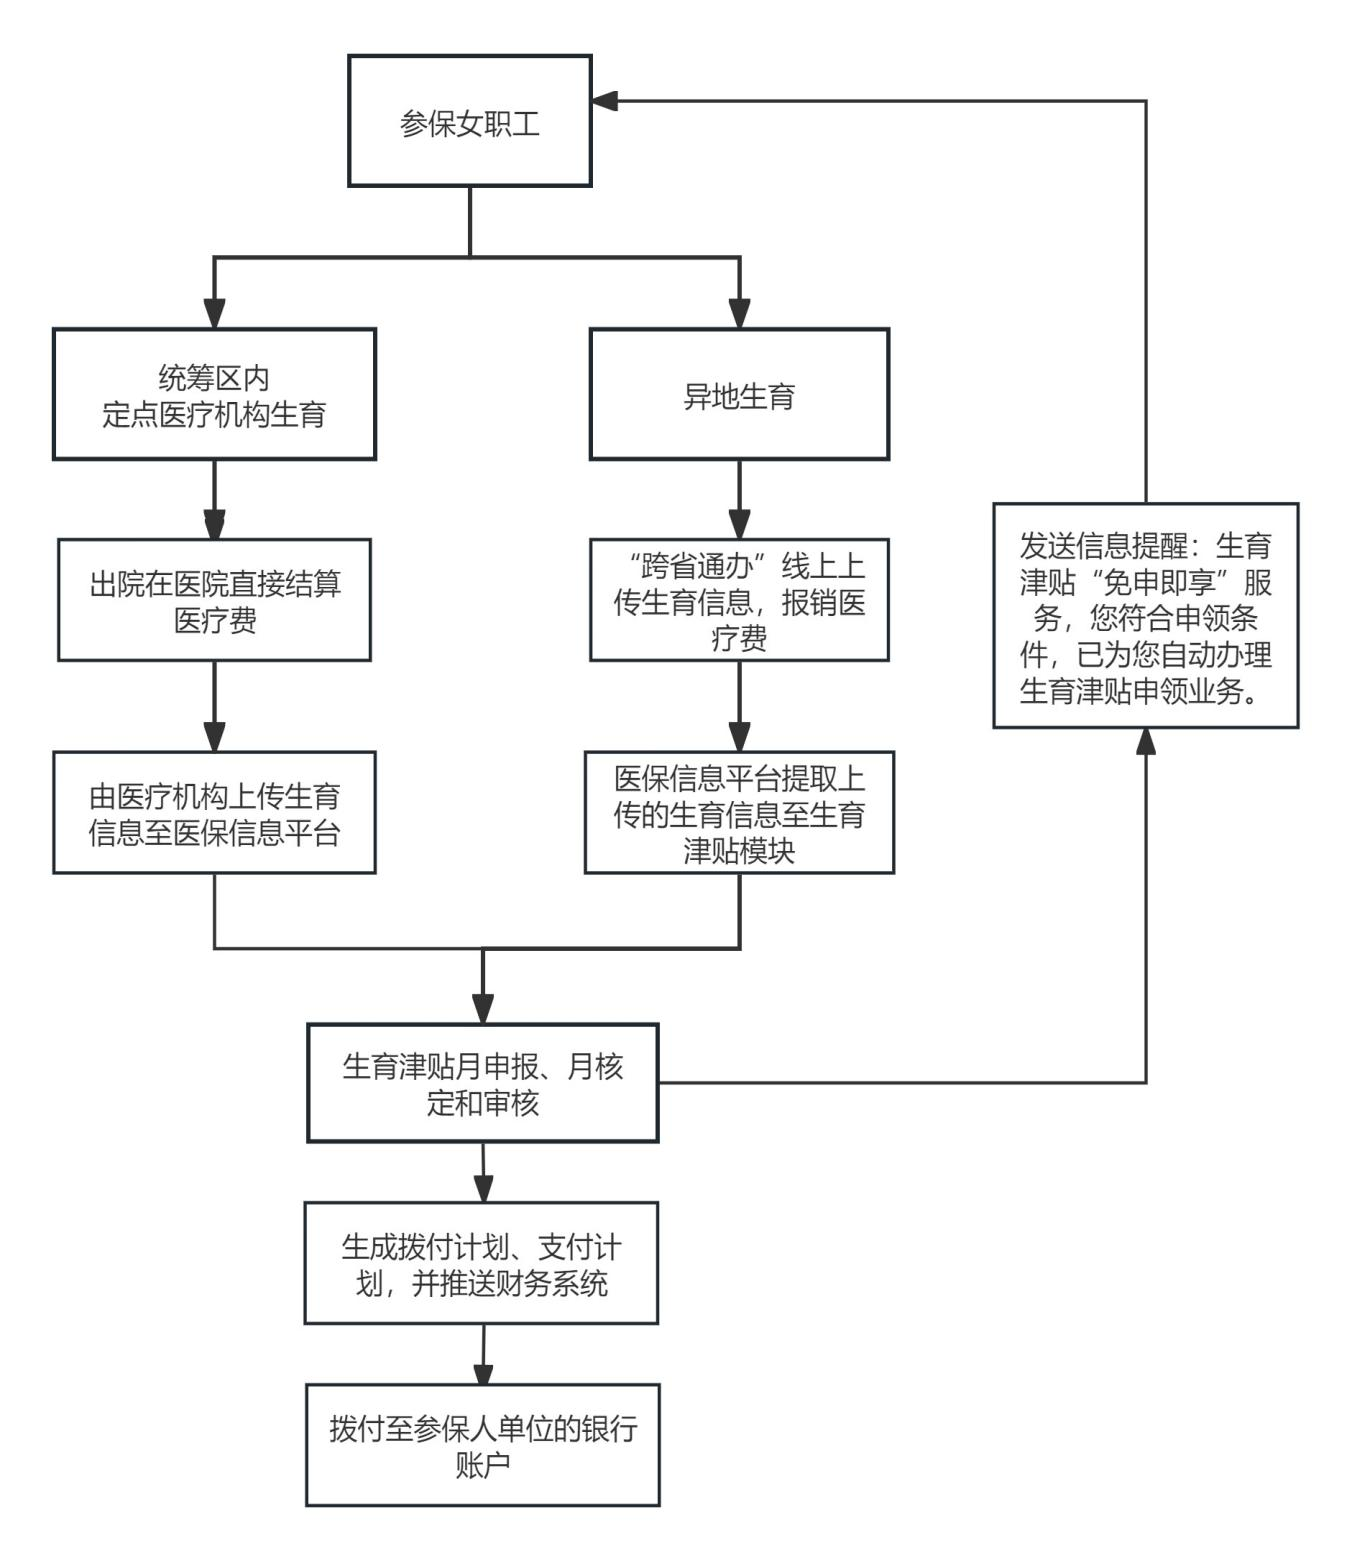 参保女职工
统筹区内
定点医疗机构生育
异地生育
出院在医院直接结算
医疗费
“跨省通办”线上上
传生育信息，报销医
疗费
发送信息提醒：生育
津贴“免申即享”服
务，您符合申领条
件，已为您自动办理
生育津贴申领业务。
由医疗机构上传生育
信息至医保信息平台
医保信息平台提取上
传的生育信息至生育
津贴模块
生育津贴月申报、月核
定和审核
生成拨付计划、支付计
划，并推送财务系统
拨付至参保人单位的银行
账户